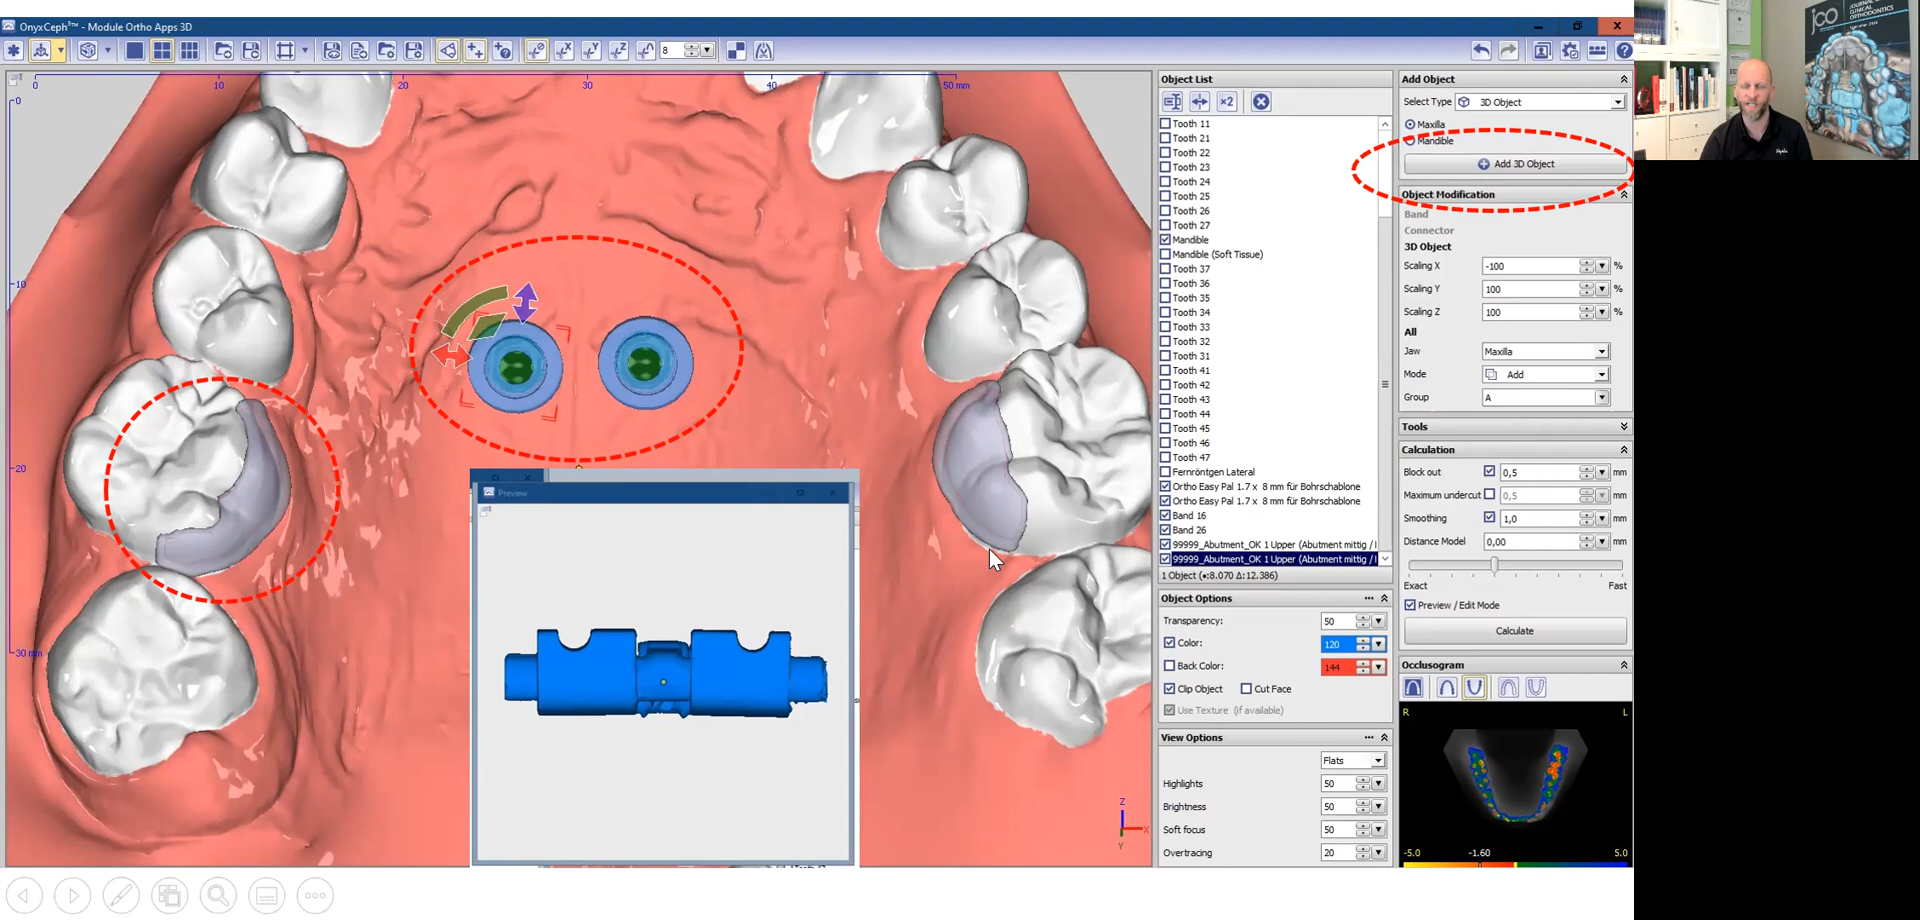 OnyxCeph³™ - Module Ortho Apps 3D
8
0
10
20
30
40
50 mm
0
10
20
30 mm
Z
X
Y
Preview
Object List
Tooth 11
Tooth 21
Tooth 22
Tooth 23
Tooth 24
Tooth 25
Tooth 26
Tooth 27
Mandible
Mandible (Soft Tissue)
Tooth 37
Tooth 36
Tooth 35
Tooth 34
Tooth 33
Tooth 32
Tooth 31
Tooth 41
Tooth 42
Tooth 43
Tooth 44
Tooth 45
Tooth 46
Tooth 47
Fernröntgen Lateral
Ortho Easy Pal 1.7 x 8 mm für Bohrschablone
Ortho Easy Pal 1.7 x 8 mm für Bohrschablone
Band 16
Band 26
99999_Abutment_OK 1 Upper (Abutment mittig /
99999_Abutment_OK 1 Upper (Abutment mittig /
1 Object (•:8.070 Δ:12.386)
Object Options
Transparency: 50
Color: 120
Back Color: 144
Clip Object Cut Face
Use Texture (if available)
View Options
Flats
Highlights 50
Brightness 50
Soft focus 50
Overtracing 20
Add Object
Select Type 3D Object
Maxilla
Mandible
Add 3D Object
Object Modification
Band
Connector
3D Object
Scaling X -100 %
Scaling Y 100 %
Scaling Z 100 %
All
Jaw Maxilla
Mode Add
Group A
Tools
Calculation
Block out 0,5 mm
Maximum undercut 0,5 mm
Smoothing 1,0 mm
Distance Model 0,00 mm
Exact Fast
Preview / Edit Mode
Calculate
Occlusogram
R L
-5.0 -1.60 5.0
jco
JOURNAL OF
CLINICAL
ORTHODONTICS